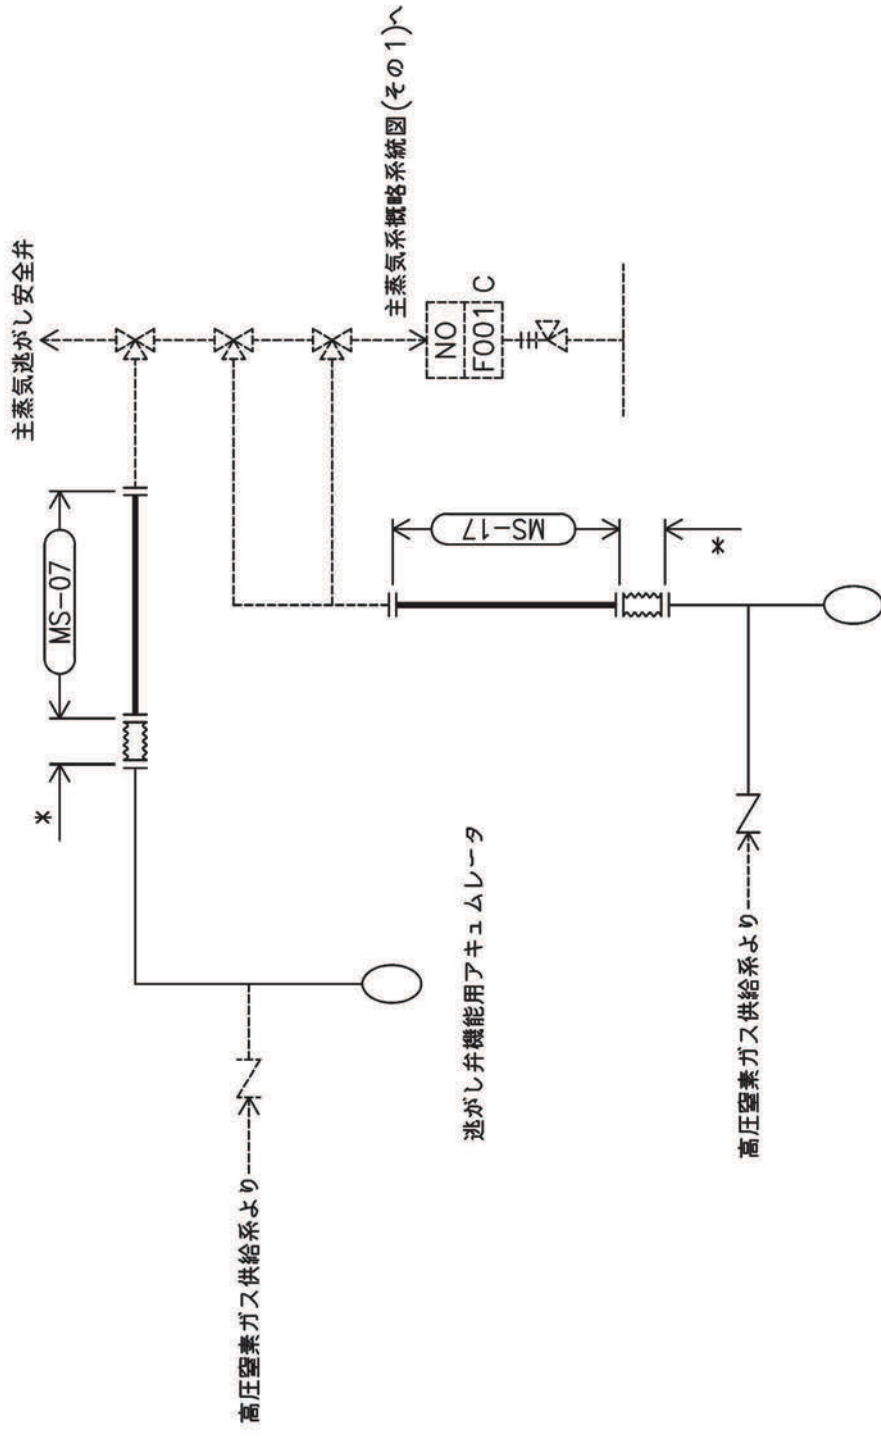 主蒸気逃がし安全弁
主蒸気系概略系統図(その1)へ
NO
F001
C
MS-07
*
MS-17
*
逃がし弁機能用アキュムレータ
高圧窒素ガス供給系より
高圧窒素ガス供給系より